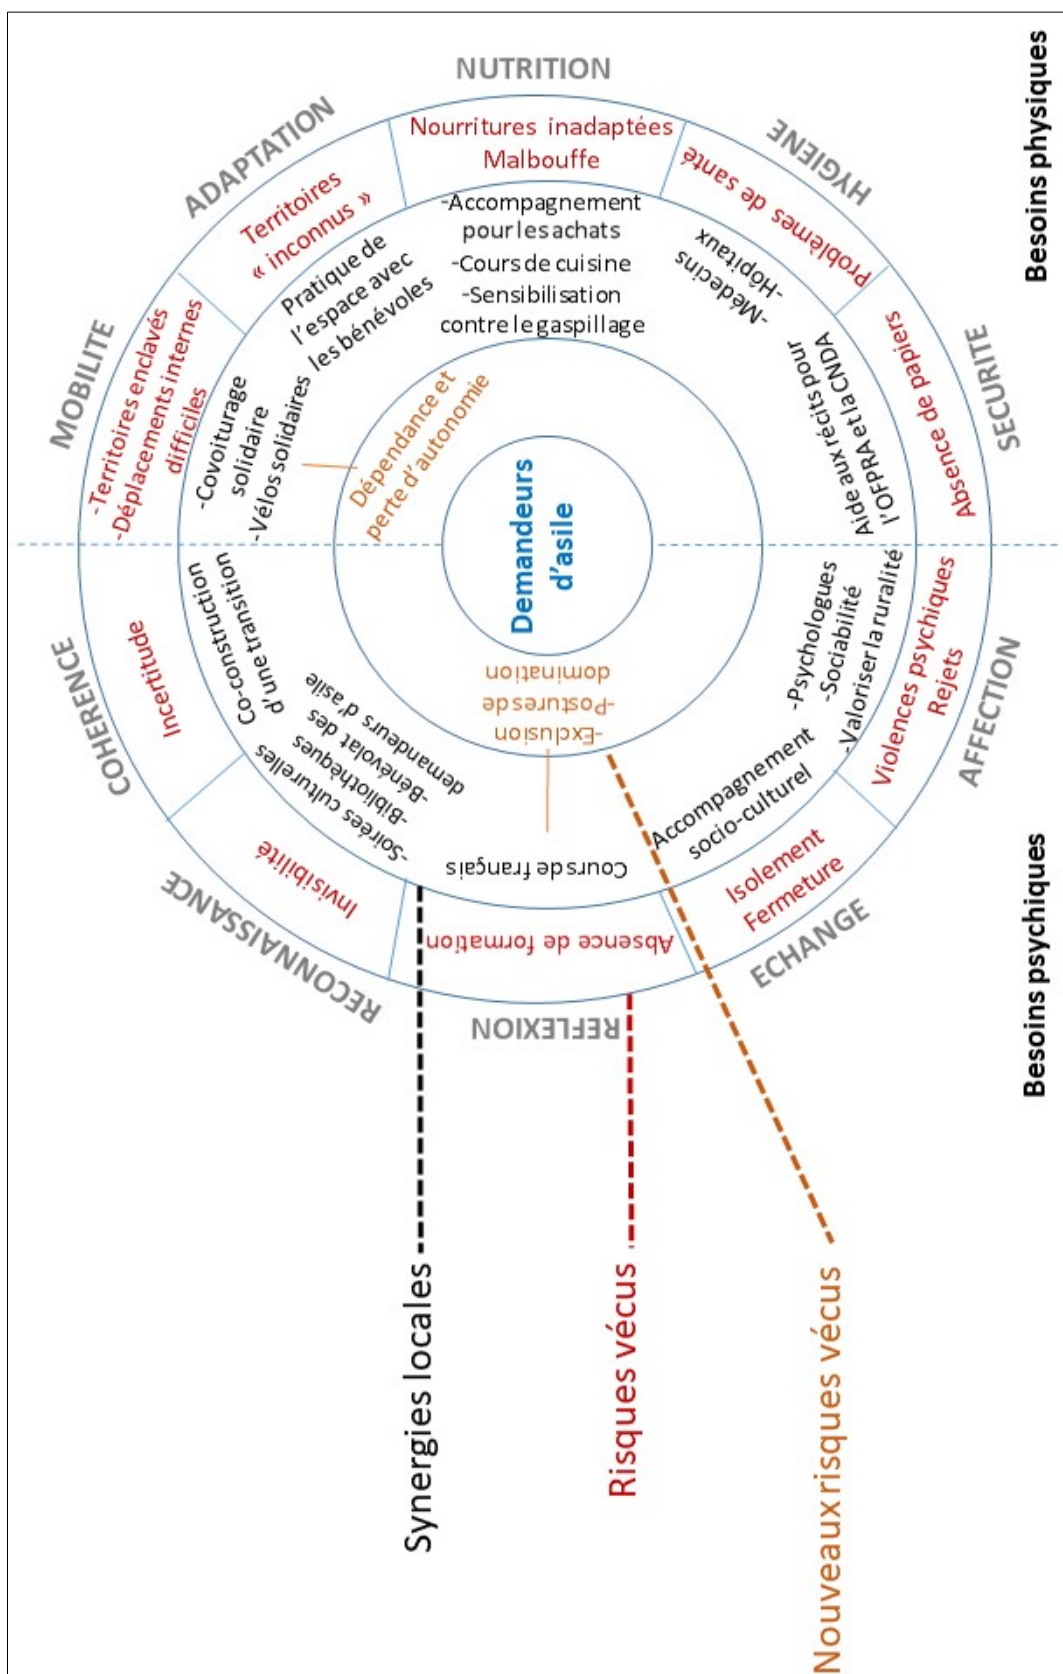 NUTRITION
Nourritures inadaptées
Malbouffe
-Accompagnement
pour les achats
-Cours de cuisine
-Sensibilisation
contre le gaspillage
HYGIENE
Problèmes de santé
-Médecins
-Hôpitaux
SECURITE
Absence de papiers
Aide aux récits pour
l'OFPRA et la CNDA
AFFECTION
Violences psychiques
Rejets
-Psychologues
-Sociabilité
-Valoriser la ruralité
ECHANGE
Isolement
Fermeture
Accompagnement
socio-culturel
REFLEXION
Absence de formation
Cours de français
RECONNAISSANCE
Invisibilité
-Soirées culturelles
-Bibliothèques
-Bénévolat des
demandeurs d'asile
COHERENCE
Incertitude
Co-construction
d'une transition
MOBILITE
-Territoires enclavés
-Déplacements internes
difficiles
-Covoiturage
solidaire
-Vélos solidaires
ADAPTATION
Territoires
« inconnus »
Pratique de
l'espace avec
les bénévoles
Dépendance et
perte d'autonomie
Demandeurs
d'asile
-Exclusion
-Postures de
domination
Besoins physiques
Besoins psychiques
Synergies locales
Risques vécus
Nouveaux risques vécus